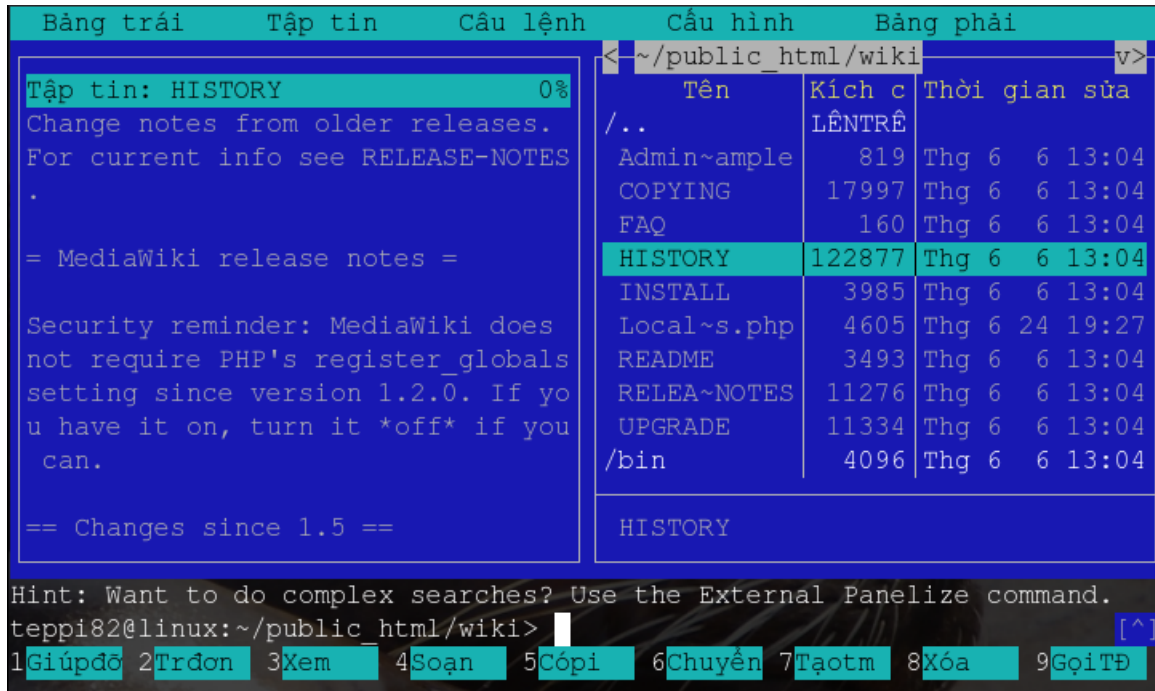 Bảng trái Tập tin Câu lệnh Cấu hình Bảng phải
Tập tin: HISTORY 0%
Change notes from older releases.
For current info see RELEASE-NOTES
.
= MediaWiki release notes =
Security reminder: MediaWiki does
not require PHP's register_globals
setting since version 1.2.0. If yo
u have it on, turn it *off* if you
can.
== Changes since 1.5 ==
< ~/public_html/wiki v>
Tên Kích c Thời gian sửa
/.. LÊNTRÊ
Admin~ample 819 Thg 6 6 13:04
COPYING 17997 Thg 6 6 13:04
FAQ 160 Thg 6 6 13:04
HISTORY 122877 Thg 6 6 13:04
INSTALL 3985 Thg 6 6 13:04
Local~s.php 4605 Thg 6 24 19:27
README 3493 Thg 6 6 13:04
RELEA~NOTES 11276 Thg 6 6 13:04
UPGRADE 11334 Thg 6 6 13:04
/bin 4096 Thg 6 6 13:04
HISTORY
Hint: Want to do complex searches? Use the External Panelize command.
teppi82@linux:~/public_html/wiki> [^]
1Giúpđỡ 2Trđơn 3Xem 4Soạn 5Cópi 6Chuyển 7Tạotm 8Xóa 9GọiTĐ